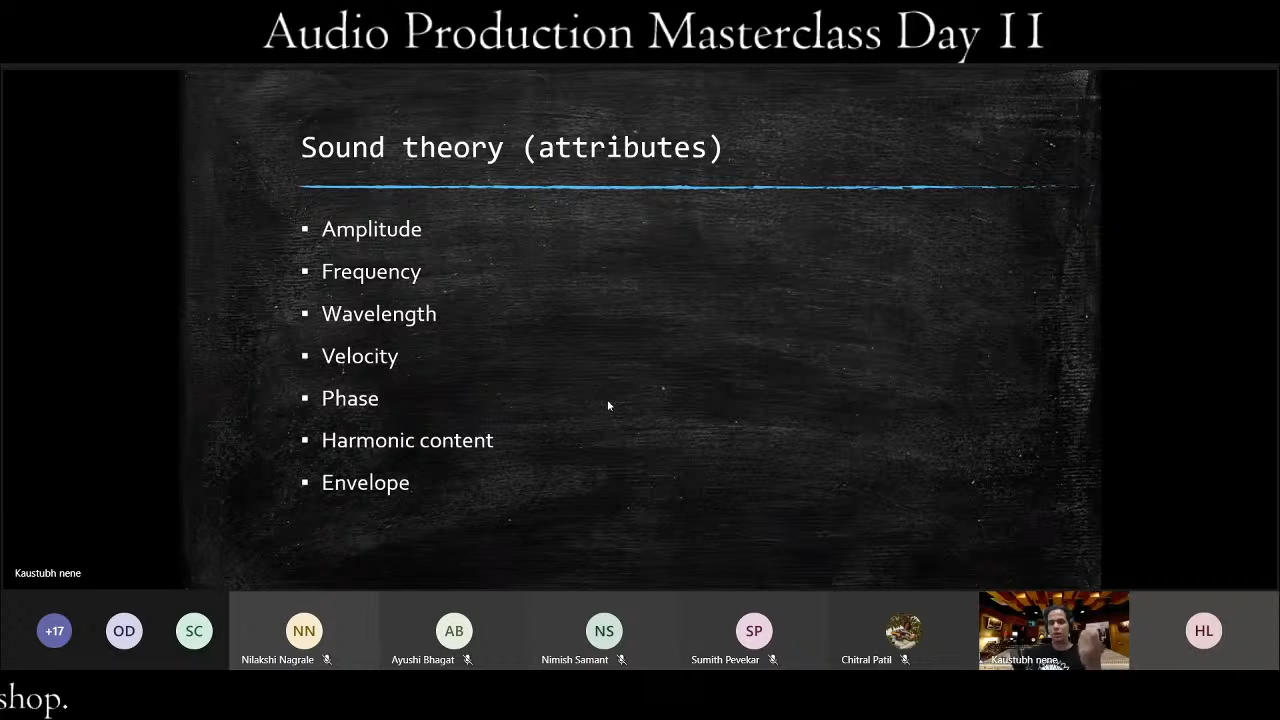 Audio Production Masterclass Day 11
Sound theory (attributes)
▪ Amplitude
▪ Frequency
▪ Wavelength
▪ Velocity
▪ Phase
▪ Harmonic content
▪ Envelope
Kaustubh nene
+17 OD SC NN AB NS SP HL
Nilakshi Nagrale Ayushi Bhagat Nimish Samant Sumith Pevekar Chitral Patil Kaustubh nene
shop.